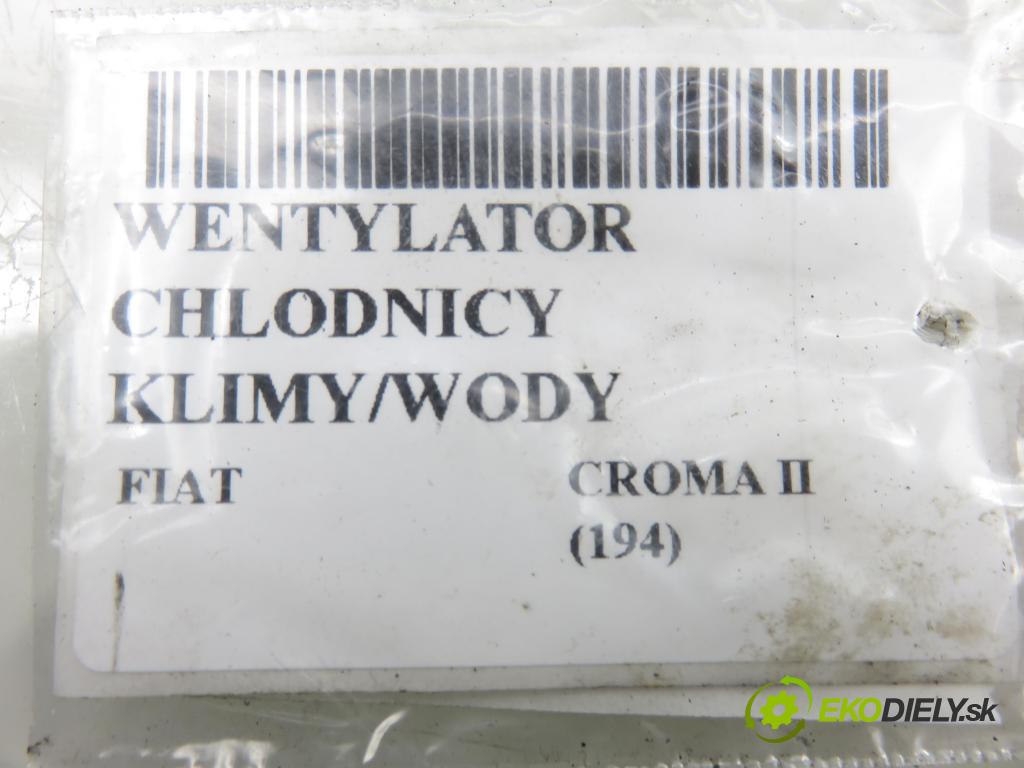 WENTYLATOR
CHLODNICY
KLIMY/WODY
FIAT CROMA II
(194)
EKODIELY.sk